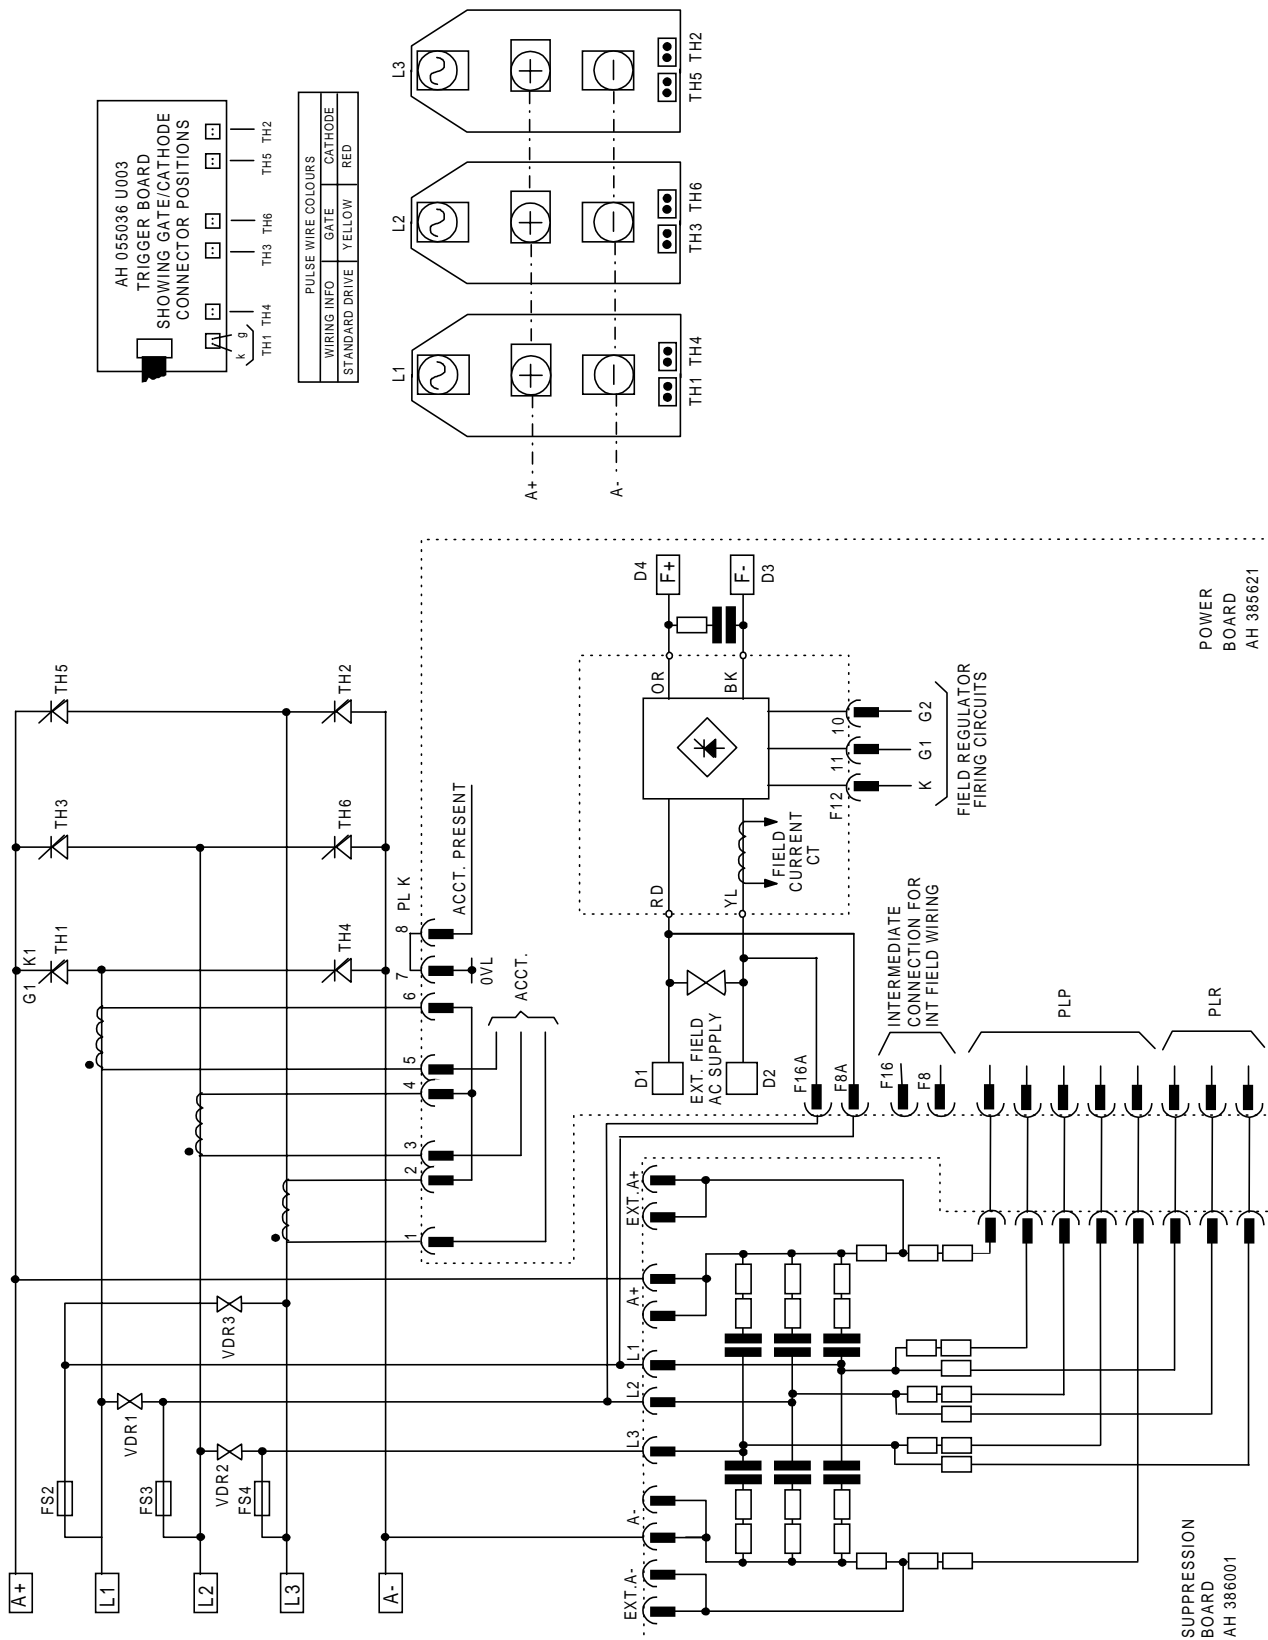 AH 055036 U003
TRIGGER BOARD
SHOWING GATE/CATHODE
CONNECTOR POSITIONS
k g
TH1 TH4 TH3 TH6 TH5 TH2
PULSE WIRE COLOURS
WIRING INFO GATE CATHODE
STANDARD DRIVE YELLOW RED
L1 L2 L3
A+
A-
TH1 TH4 TH3 TH6 TH5 TH2
A+
L1
L2
L3
A-
FS2
FS3
FS4
VDR1
VDR2
VDR3
G1 K1
TH1 TH3 TH5
TH4 TH6 TH2
1 2 3 4 5 6 7 8 PL K
0VL
ACCT.
ACCT. PRESENT
EXT.A- A- L3 L2 L1 A+ EXT.A+
D1
EXT. FIELD
AC SUPPLY
D2
RD
YL
FIELD
CURRENT
CT
OR
BK
D4
F+
F-
D3
F12 11 10
K G1 G2
FIELD REGULATOR
FIRING CIRCUITS
F16A
F8A
F16
F8
INTERMEDIATE
CONNECTION FOR
INT FIELD WIRING
PLP
PLR
POWER
BOARD
AH 385621
SUPPRESSION
BOARD
AH 386001